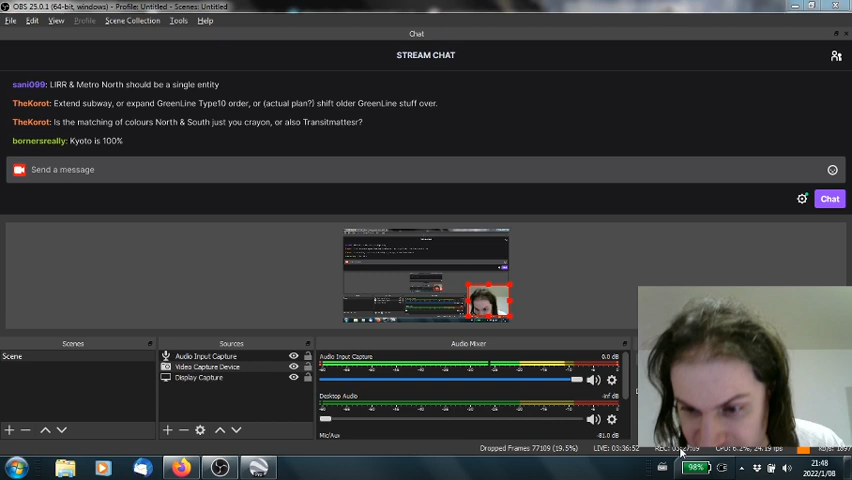 OBS 25.0.1 (64-bit, windows) - Profile: Untitled - Scenes: Untitled
File Edit View Profile Scene Collection Tools Help
Chat
STREAM CHAT
sani099: LIRR & Metro North should be a single entity
TheKorot: Extend subway, or expand GreenLine Type10 order, or (actual plan?) shift older GreenLine stuff over.
TheKorot: Is the matching of colours North & South just you crayon, or also Transitmattesr?
bornersreally: Kyoto is 100%
Send a message
Chat
Scenes Sources Audio Mixer
Scene
Audio Input Capture
Video Capture Device
Display Capture
Audio Input Capture 0.0 dB
Desktop Audio -inf dB
Mic/Aux -81.0 dB
Dropped Frames 77109 (19.5%) LIVE: 03:36:52 REC:
98%
21:48
2022/1/08